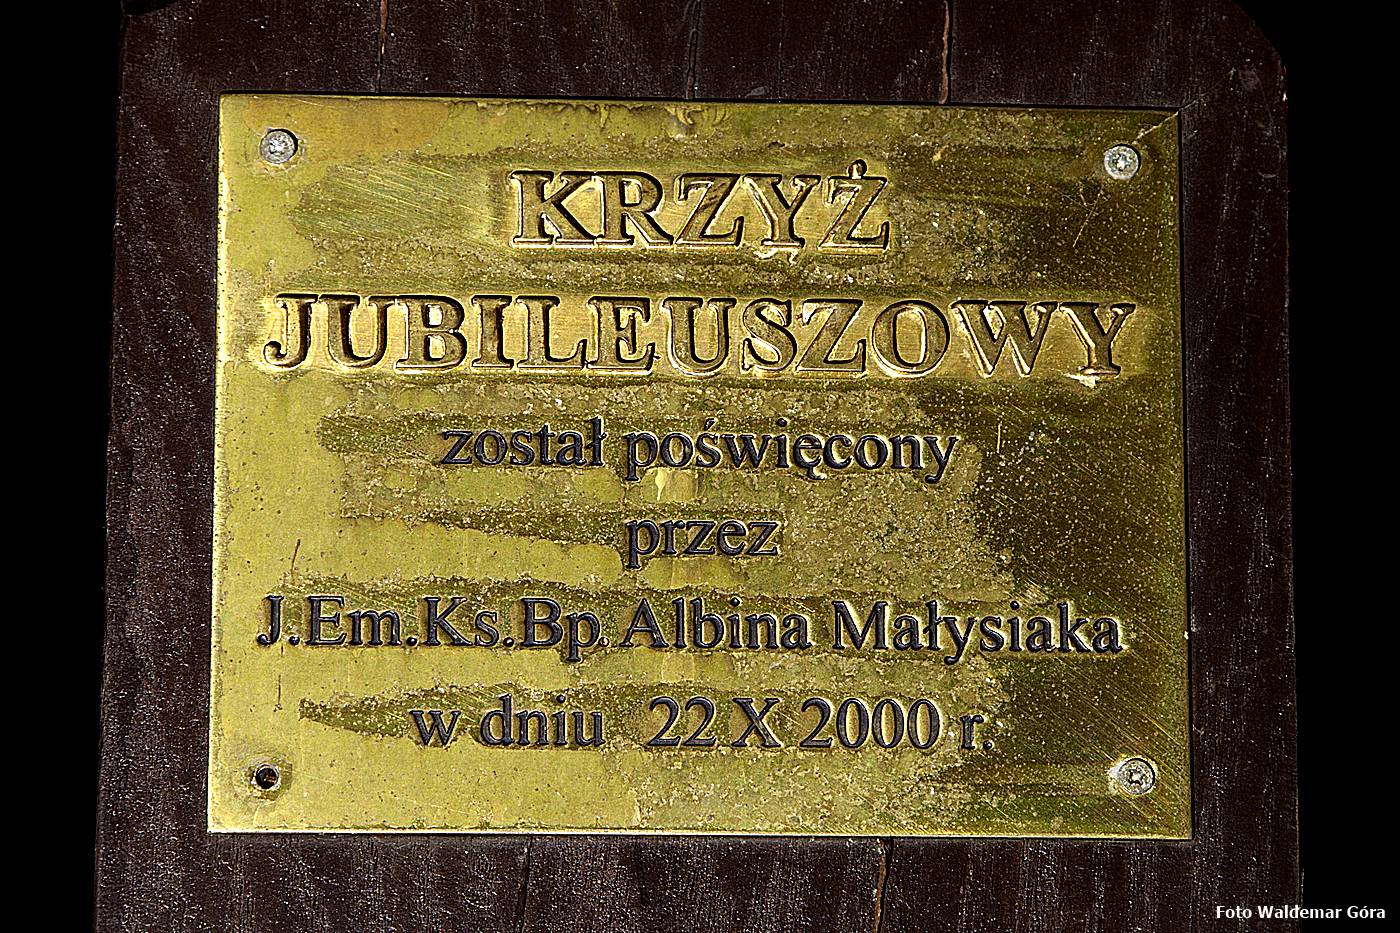 KRZYŻ
JUBILEUSZOWY
został poświęcony
przez
J.Em.Ks.Bp.Albina Małysiaka
w dniu 22 X 2000 r.
Foto Waldemar Góra